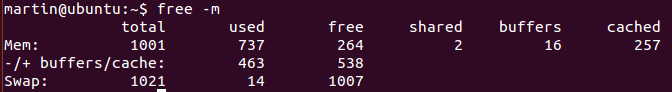 martin@ubuntu:~$ free -m
             total       used       free     shared    buffers     cached
Mem:          1001        737        264          2         16        257
-/+ buffers/cache:        463        538
Swap:         1021         14       1007